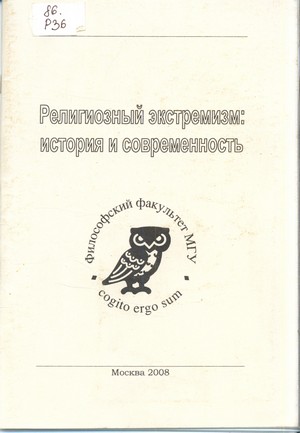 86.
Р36
Религиозный экстремизм:
история и современность
Философский факультет МГУ
cogito ergo sum
Москва 2008